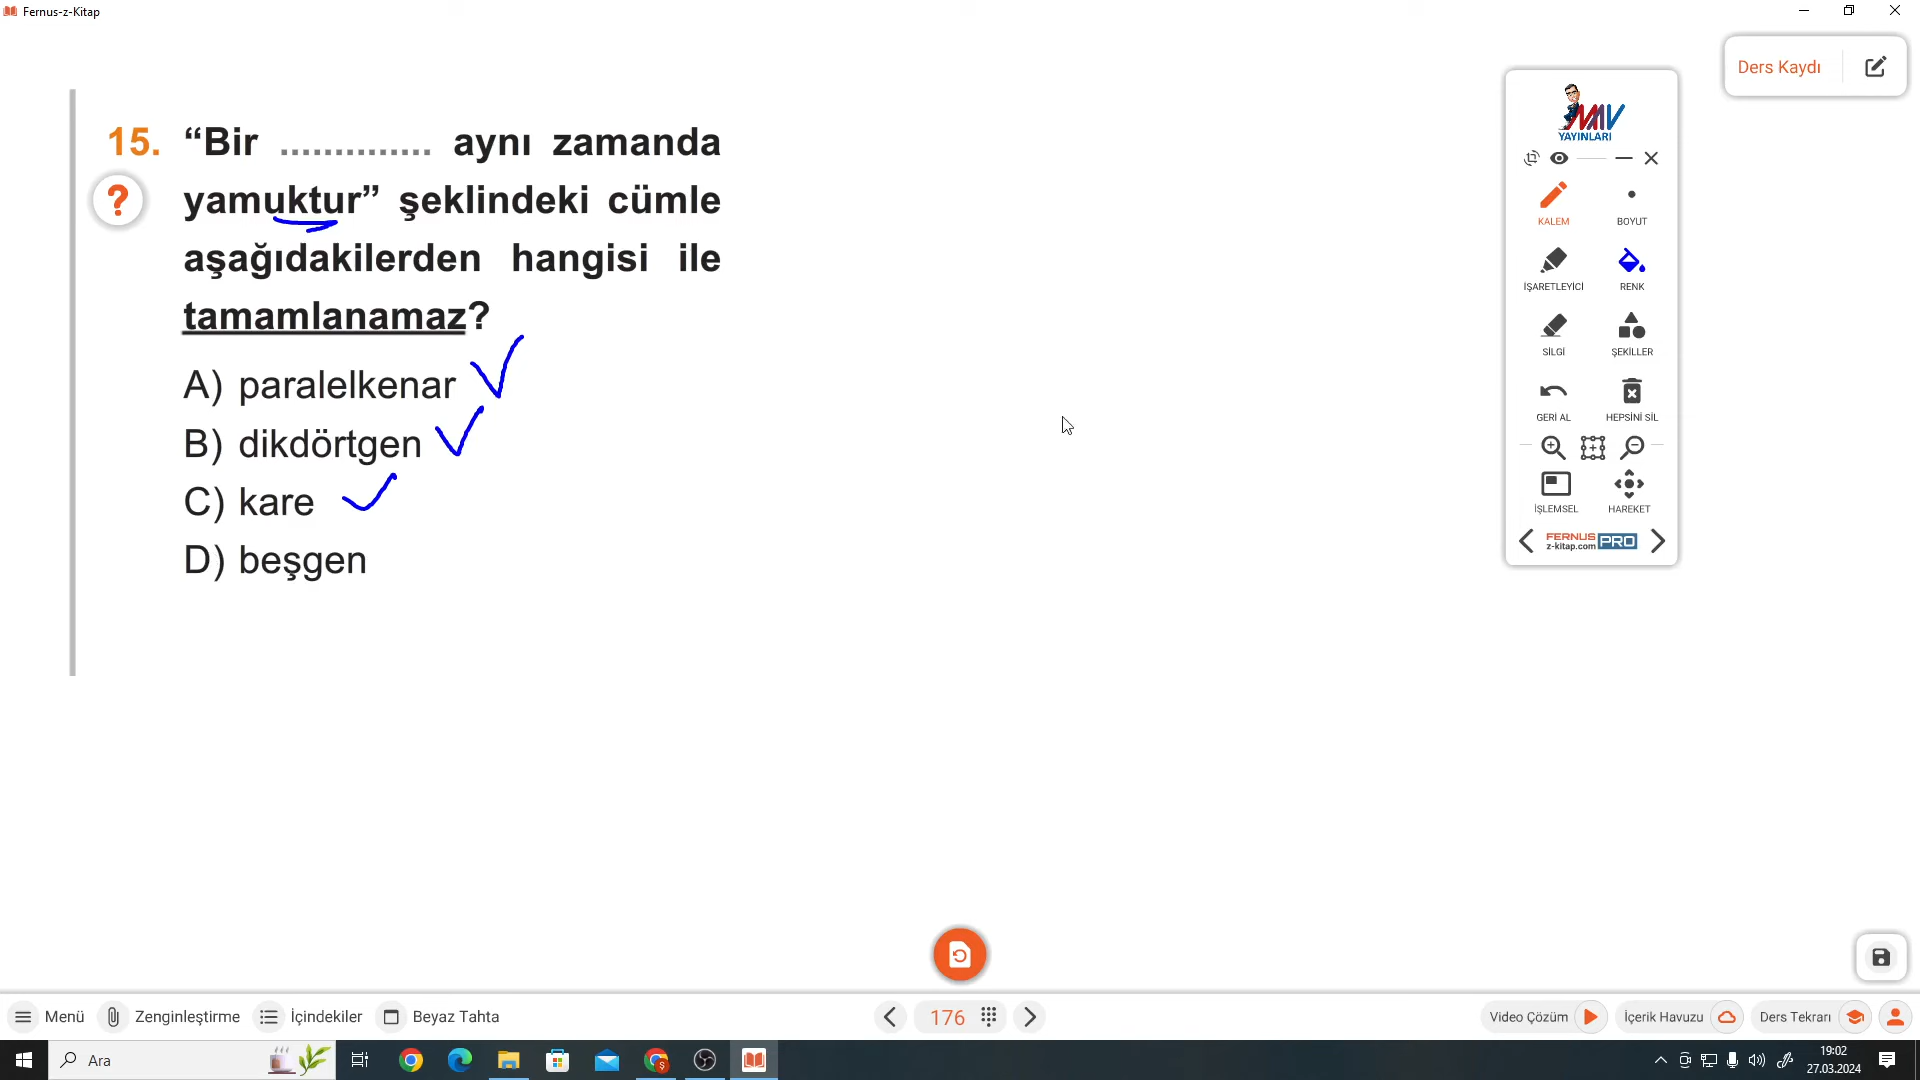 Fernus-z-Kitap
Ders Kaydı
15. “Bir .............. aynı zamanda
yamuktur” şeklindeki cümle
aşağıdakilerden hangisi ile
tamamlanamaz?
A) paralelkenar
B) dikdörtgen
C) kare
D) beşgen
?
MAV
YAYINLARI
KALEM
BOYUT
İŞARETLEYİCİ
RENK
SİLGİ
ŞEKİLLER
GERİ AL
HEPSİNİ SİL
İŞLEMSEL
HAREKET
FERNUS
z-kitap.com PRO
Menü
Zenginleştirme
İçindekiler
Beyaz Tahta
176
Video Çözüm
İçerik Havuzu
Ders Tekrarı
Ara
19:02
27.03.2024